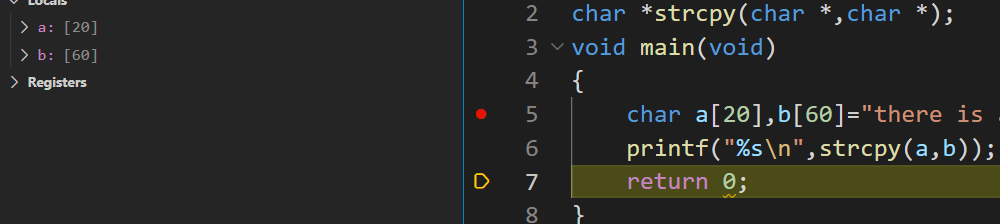 Locals
a: [20]
b: [60]
Registers
2 char *strcpy(char *,char *);
3 void main(void)
4 {
5 char a[20],b[60]="there is
6 printf("%s\n",strcpy(a,b));
7 return 0;
8 }